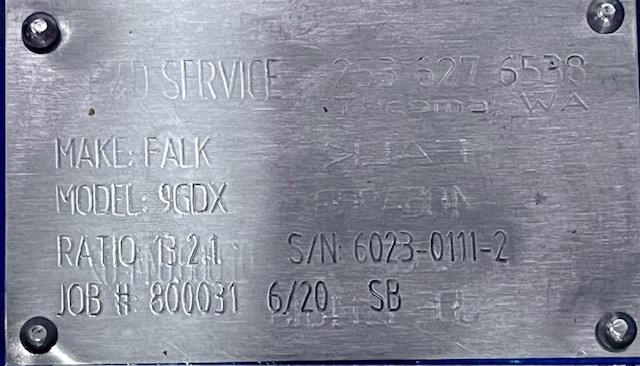 SERVICE 253 627 6538
Tacoma, WA
MAKE: FALK
MODEL: 9GDX
RATIO: 13.2:1 S/N: 6023-0111-2
JOB #: 800031 6/20 SB